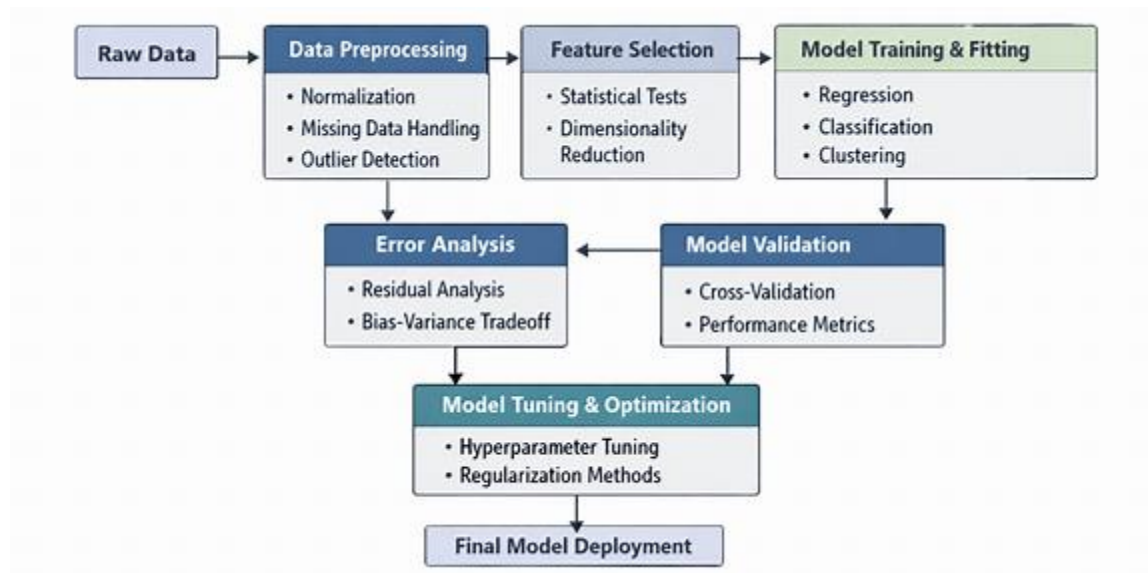 Raw Data
Data Preprocessing
• Normalization
• Missing Data Handling
• Outlier Detection
Feature Selection
• Statistical Tests
• Dimensionality
Reduction
Model Training & Fitting
• Regression
• Classification
• Clustering
Error Analysis
• Residual Analysis
• Bias-Variance Tradeoff
Model Validation
• Cross-Validation
• Performance Metrics
Model Tuning & Optimization
• Hyperparameter Tuning
• Regularization Methods
Final Model Deployment